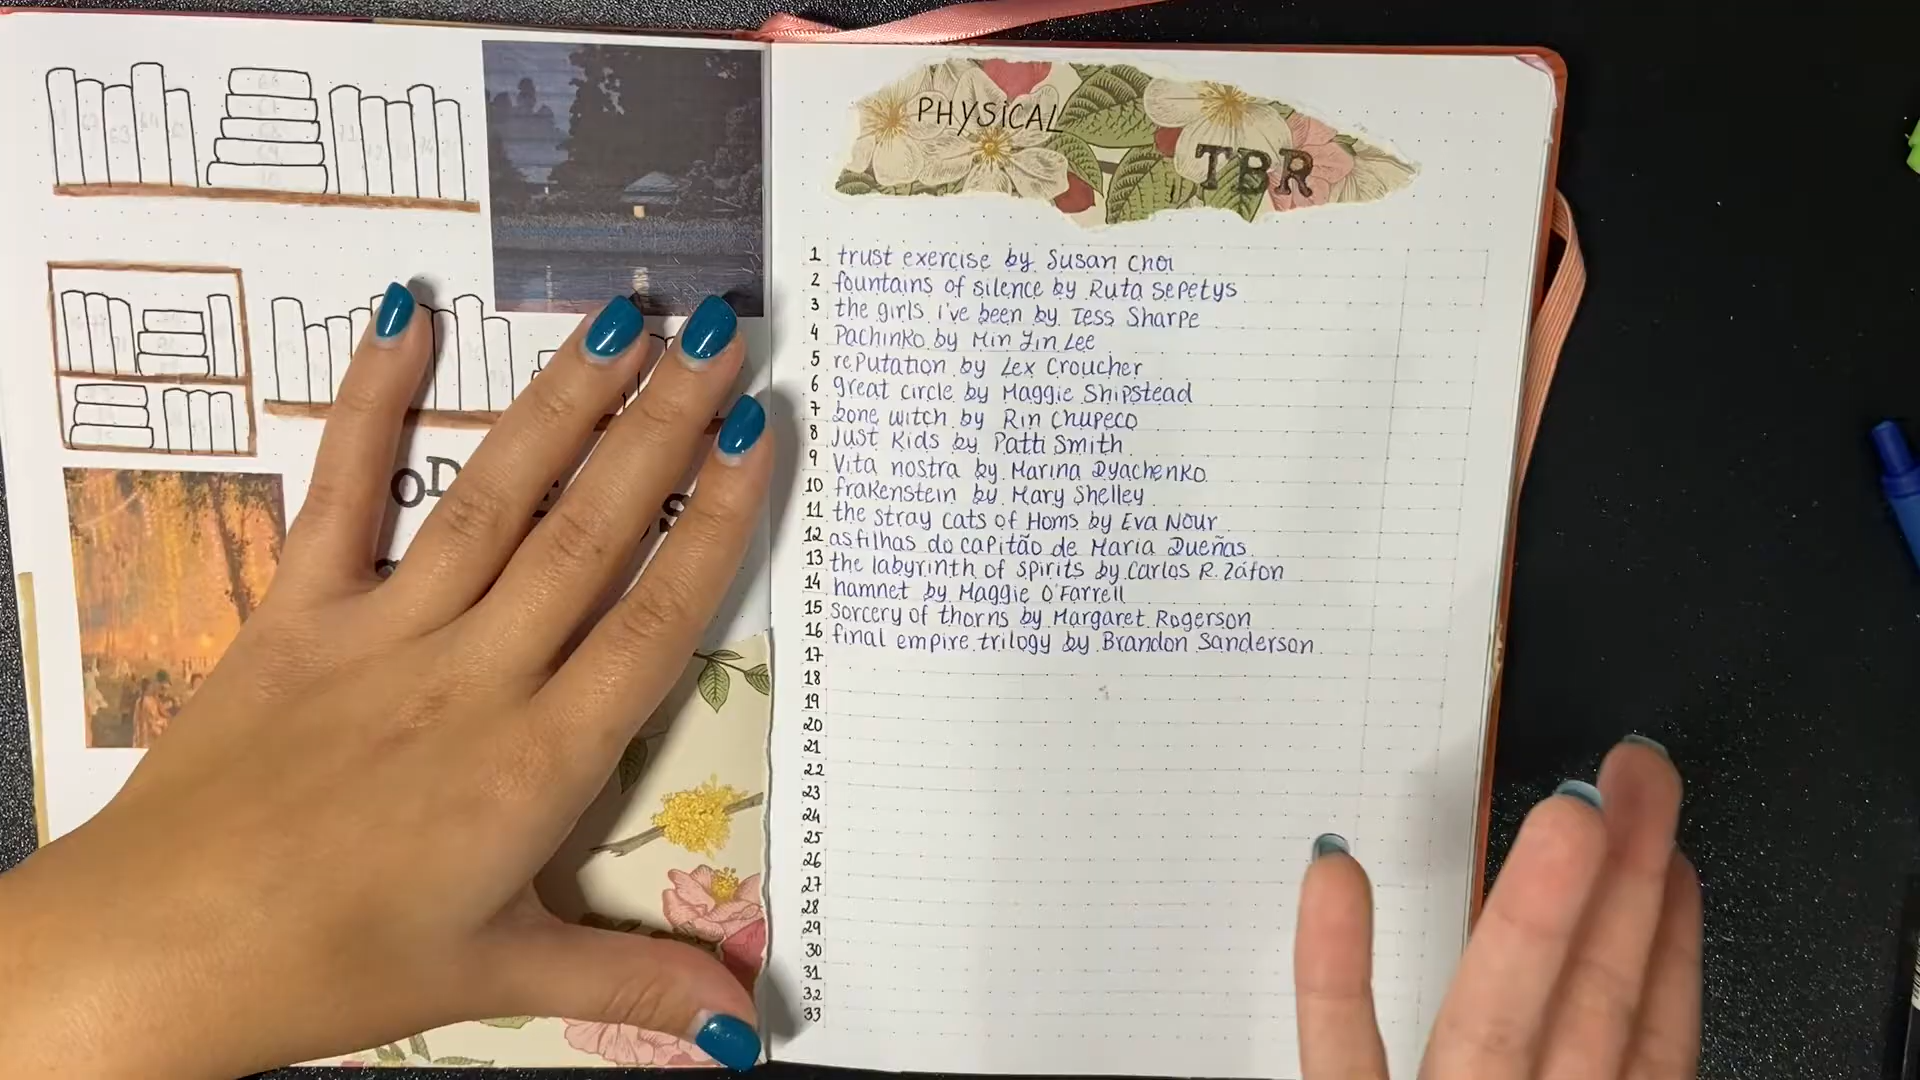 PHYSICAL
TBR
1 trust exercise by Susan Choi
2 fountains of silence by Ruta Sepetys
3 the girls i've been by Tess Sharpe
4 Pachinko by Min Jin Lee
5 reputation by Lex Croucher
6 great circle by Maggie Shipstead
7 bone witch by Rin Chupeco
8 Just Kids by Patti Smith
9 Vita nostra by Marina Dyachenko
10 frakenstein by Mary Shelley
11 the stray cats of Homs by Eva Nour
12 as filhas do capitão de Maria Dueñas
13 the labyrinth of spirits by Carlos R. Záfon
14 hamnet by Maggie O'Farrell
15 sorcery of thorns by Margaret Rogerson
16 final empire trilogy by Brandon Sanderson
17
18
19
20
21
22
23
24
25
26
27
28
29
30
31
32
33